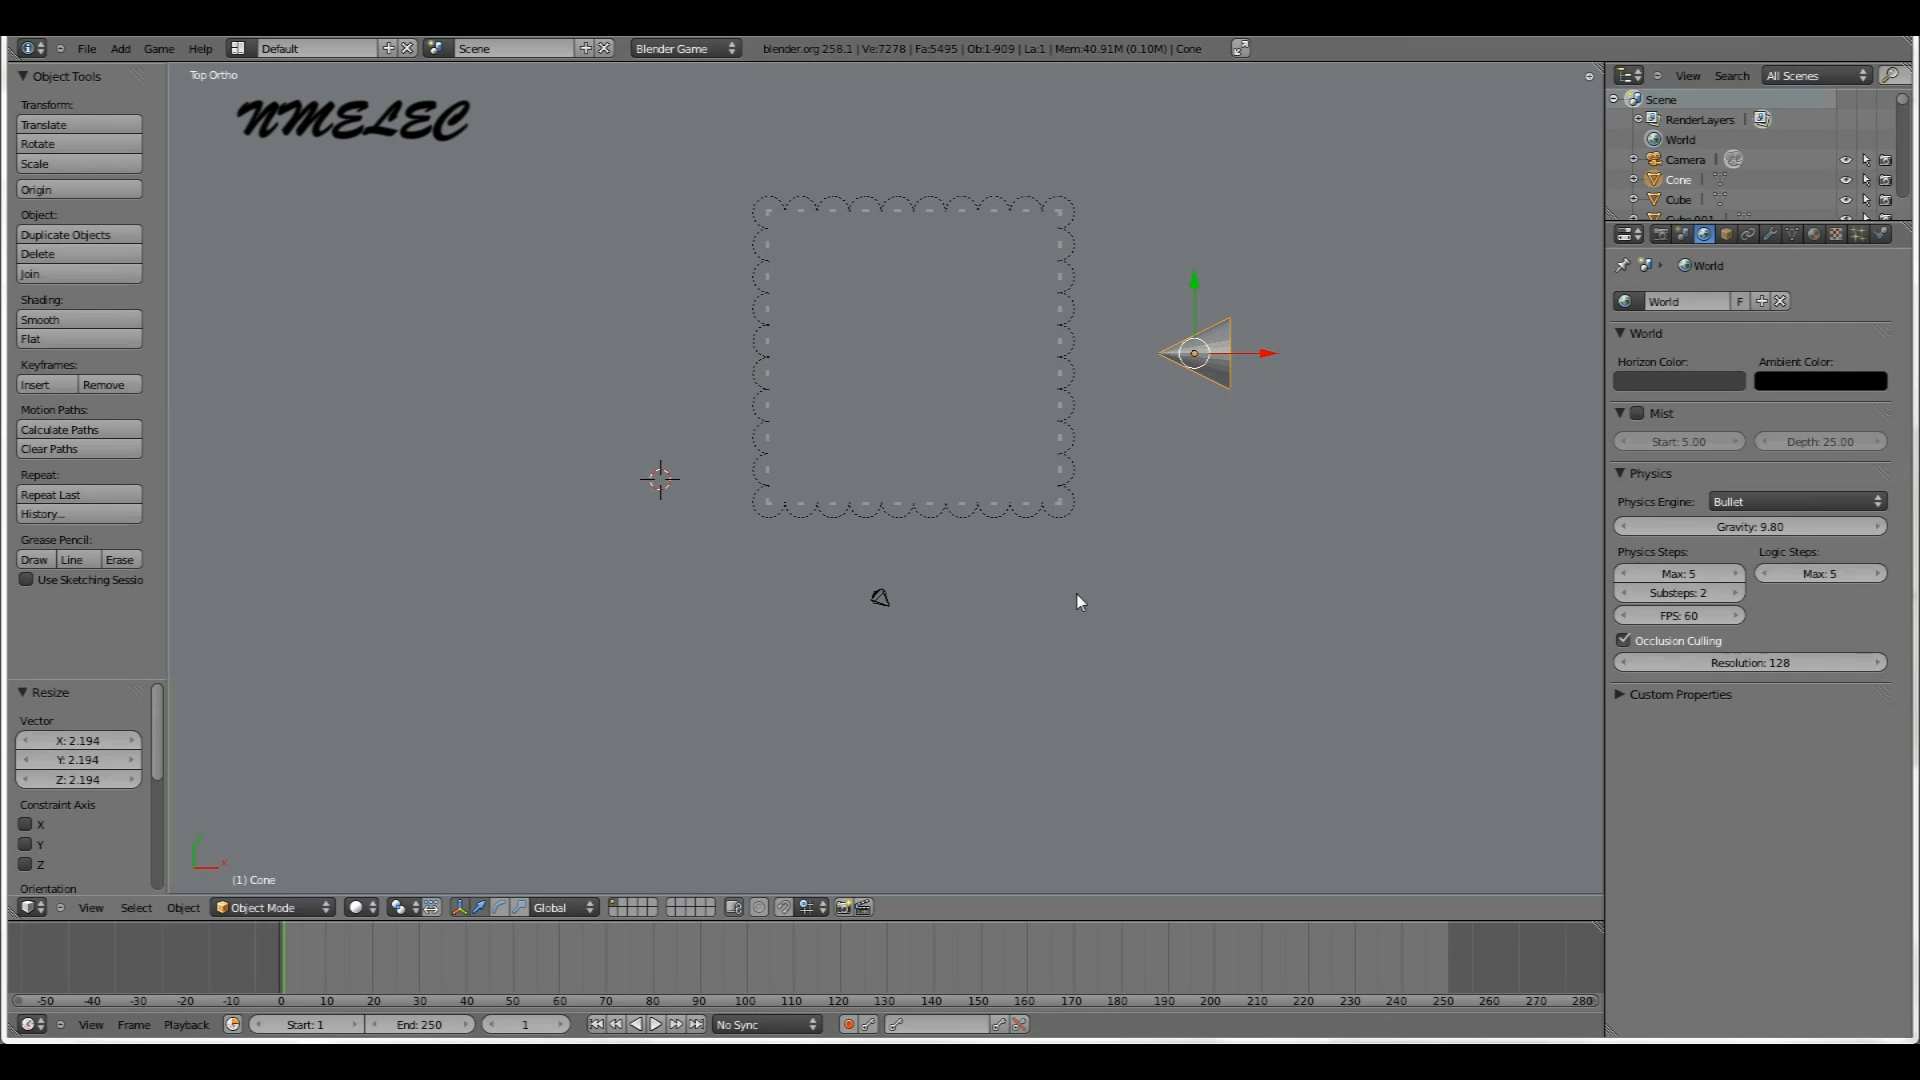 File Add Game Help Default Scene Blender Game blender.org 258.1 | Ve:7278 | Fa:5495 | Ob:1-909 | La:1 | Mem:40.91M (0.10M) | Cone
Object Tools
Transform:
Translate
Rotate
Scale
Origin
Object:
Duplicate Objects
Delete
Join
Shading:
Smooth
Flat
Keyframes:
Insert Remove
Motion Paths:
Calculate Paths
Clear Paths
Repeat:
Repeat Last
History...
Grease Pencil:
Draw Line Erase
Use Sketching Sessio
Resize
Vector
X: 2.194
Y: 2.194
Z: 2.194
Constraint Axis
X
Y
Z
Orientation
Top Ortho
NMELEC
Y
X
(1) Cone
View Select Object Object Mode Global
-50 -40 -30 -20 -10 0 10 20 30 40 50 60 70 80 90 100 110 120 130 140 150 160 170 180 190 200 210 220 230 240 250 260 270 280
View Frame Playback Start: 1 End: 250 1 No Sync
View Search All Scenes
Scene
RenderLayers |
World
Camera |
Cone |
Cube |
Cube.001 |
World
World F
World
Horizon Color: Ambient Color:
Mist
Start: 5.00 Depth: 25.00
Physics
Physics Engine: Bullet
Gravity: 9.80
Physics Steps: Logic Steps:
Max: 5 Max: 5
Substeps: 2
FPS: 60
Occlusion Culling
Resolution: 128
Custom Properties